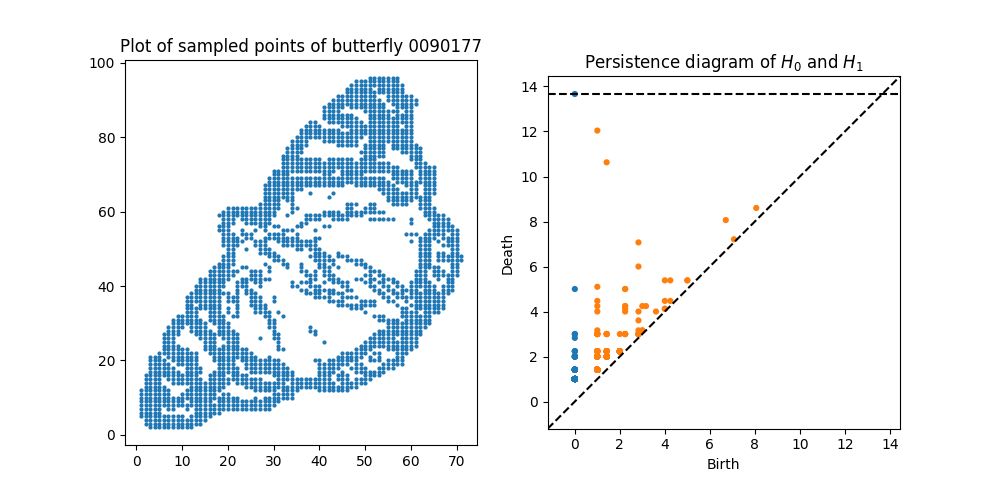 Plot of sampled points of butterfly 0090177
100
80
60
40
20
0
0 10 20 30 40 50 60 70
Persistence diagram of $H_0$ and $H_1$
14
12
10
8
6
4
2
0
Death
0 2 4 6 8 10 12 14
Birth